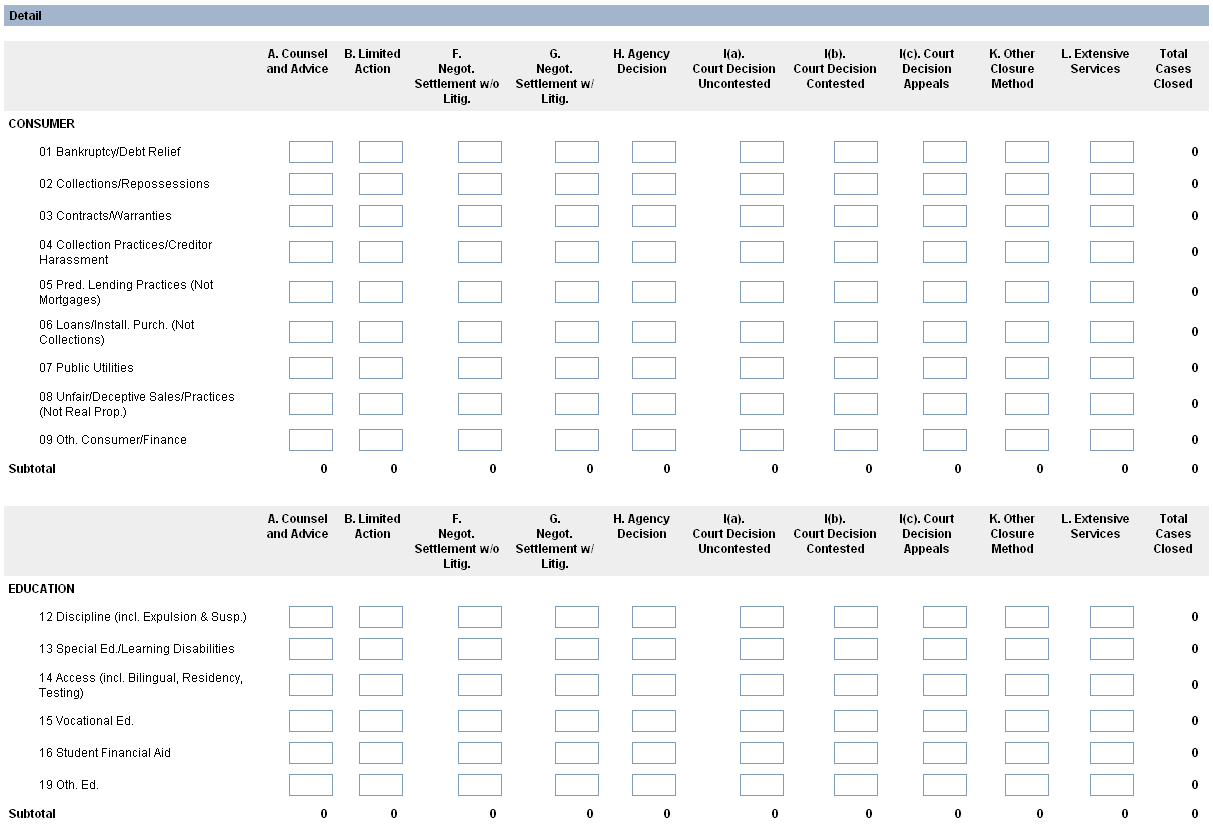 Detail
A. Counsel and Advice B. Limited Action F. Negot. Settlement w/o Litig. G. Negot. Settlement w/ Litig. H. Agency Decision I(a). Court Decision Uncontested I(b). Court Decision Contested I(c). Court Decision Appeals K. Other Closure Method L. Extensive Services Total Cases Closed
CONSUMER
01 Bankruptcy/Debt Relief 0
02 Collections/Repossessions 0
03 Contracts/Warranties 0
04 Collection Practices/Creditor
Harassment 0
05 Pred. Lending Practices (Not
Mortgages) 0
06 Loans/Install. Purch. (Not
Collections) 0
07 Public Utilities 0
08 Unfair/Deceptive Sales/Practices
(Not Real Prop.) 0
09 Oth. Consumer/Finance 0
Subtotal 0 0 0 0 0 0 0 0 0 0 0
A. Counsel and Advice B. Limited Action F. Negot. Settlement w/o Litig. G. Negot. Settlement w/ Litig. H. Agency Decision I(a). Court Decision Uncontested I(b). Court Decision Contested I(c). Court Decision Appeals K. Other Closure Method L. Extensive Services Total Cases Closed
EDUCATION
12 Discipline (incl. Expulsion & Susp.) 0
13 Special Ed./Learning Disabilities 0
14 Access (incl. Bilingual, Residency,
Testing) 0
15 Vocational Ed. 0
16 Student Financial Aid 0
19 Oth. Ed. 0
Subtotal 0 0 0 0 0 0 0 0 0 0 0